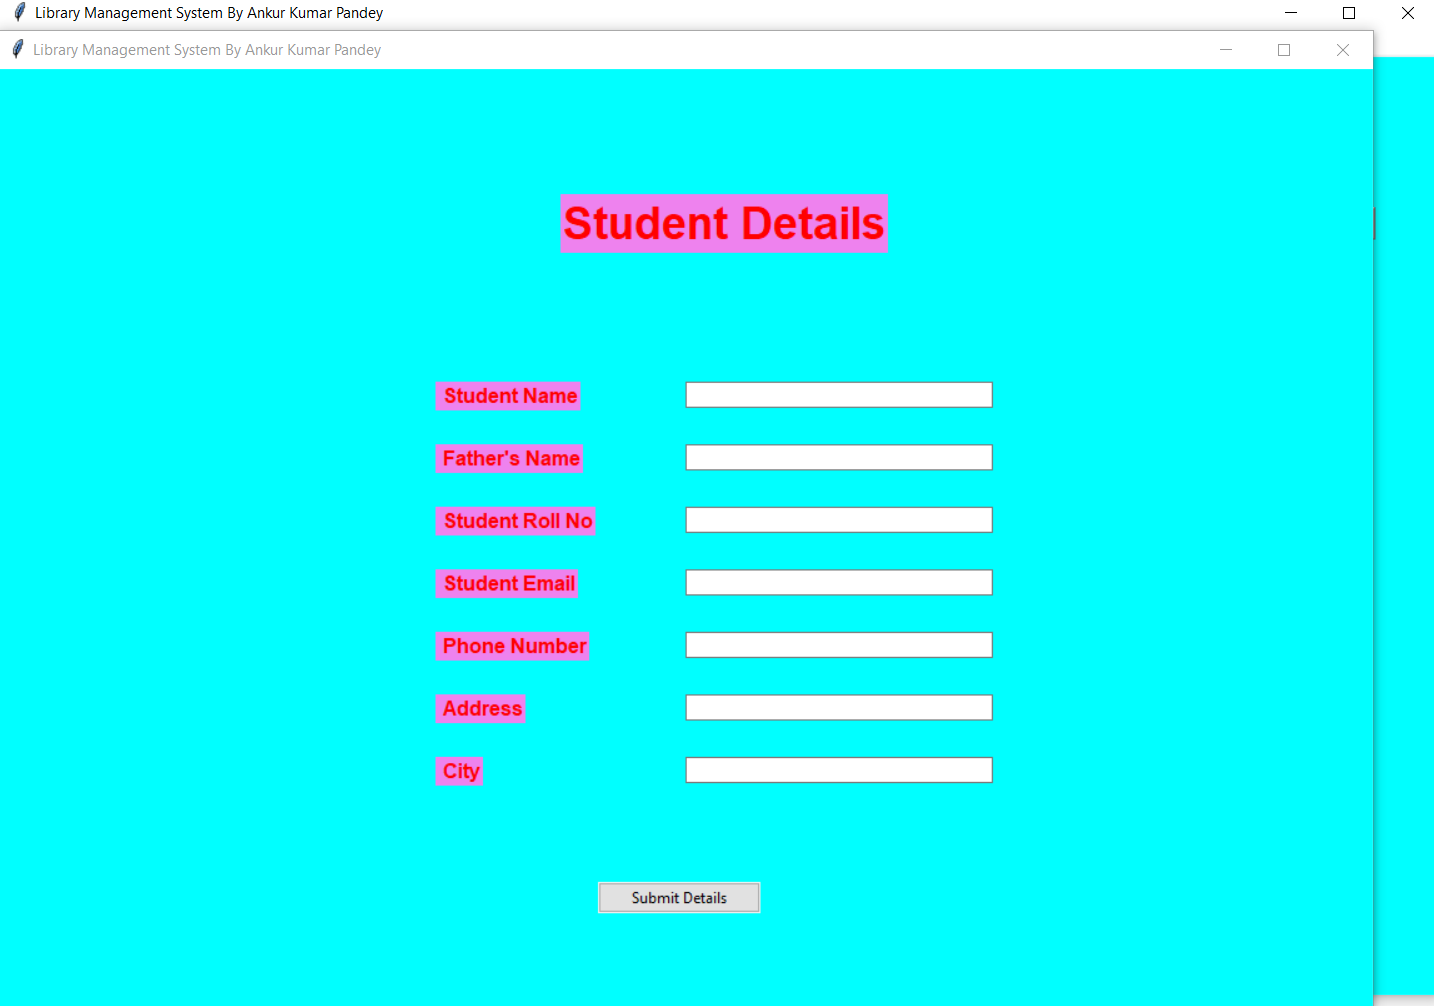 Library Management System By Ankur Kumar Pandey
Library Management System By Ankur Kumar Pandey
Student Details
Student Name
Father's Name
Student Roll No
Student Email
Phone Number
Address
City
Submit Details